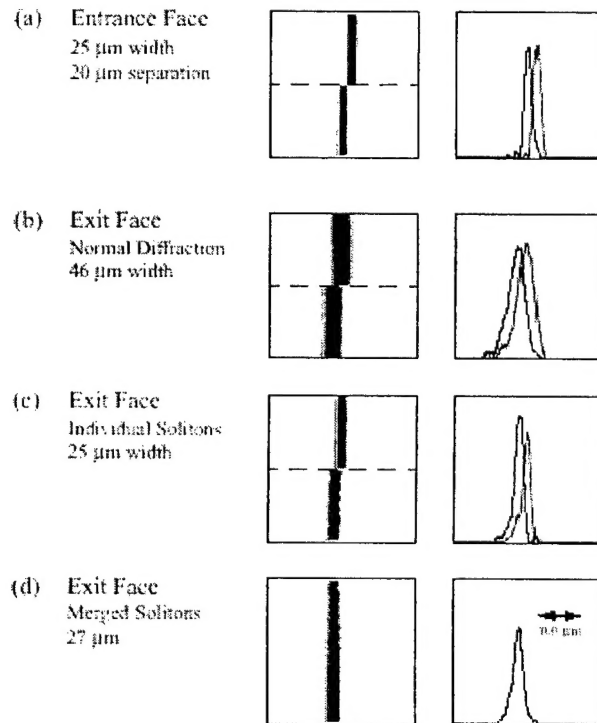 (a) Entrance Face
25 μm width
20 μm separation
(b) Exit Face
Normal Diffraction
46 μm width
(c) Exit Face
Individual Solitons
25 μm width
(d) Exit Face
Merged Solitons
27 μm
μm